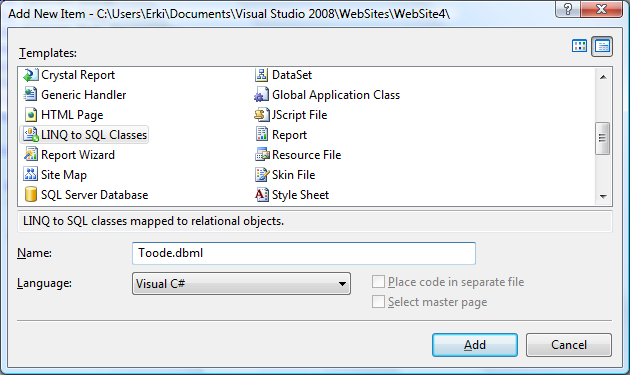 Add New Item - C:\Users\Erki\Documents\Visual Studio 2008\WebSites\WebSite4\
Templates:
Crystal Report DataSet
Generic Handler Global Application Class
HTML Page JScript File
LINQ to SQL Classes Report
Report Wizard Resource File
Site Map Skin File
SQL Server Database Style Sheet
LINQ to SQL classes mapped to relational objects.
Name: Toode.dbml
Language: Visual C# Place code in separate file
Select master page
Add Cancel